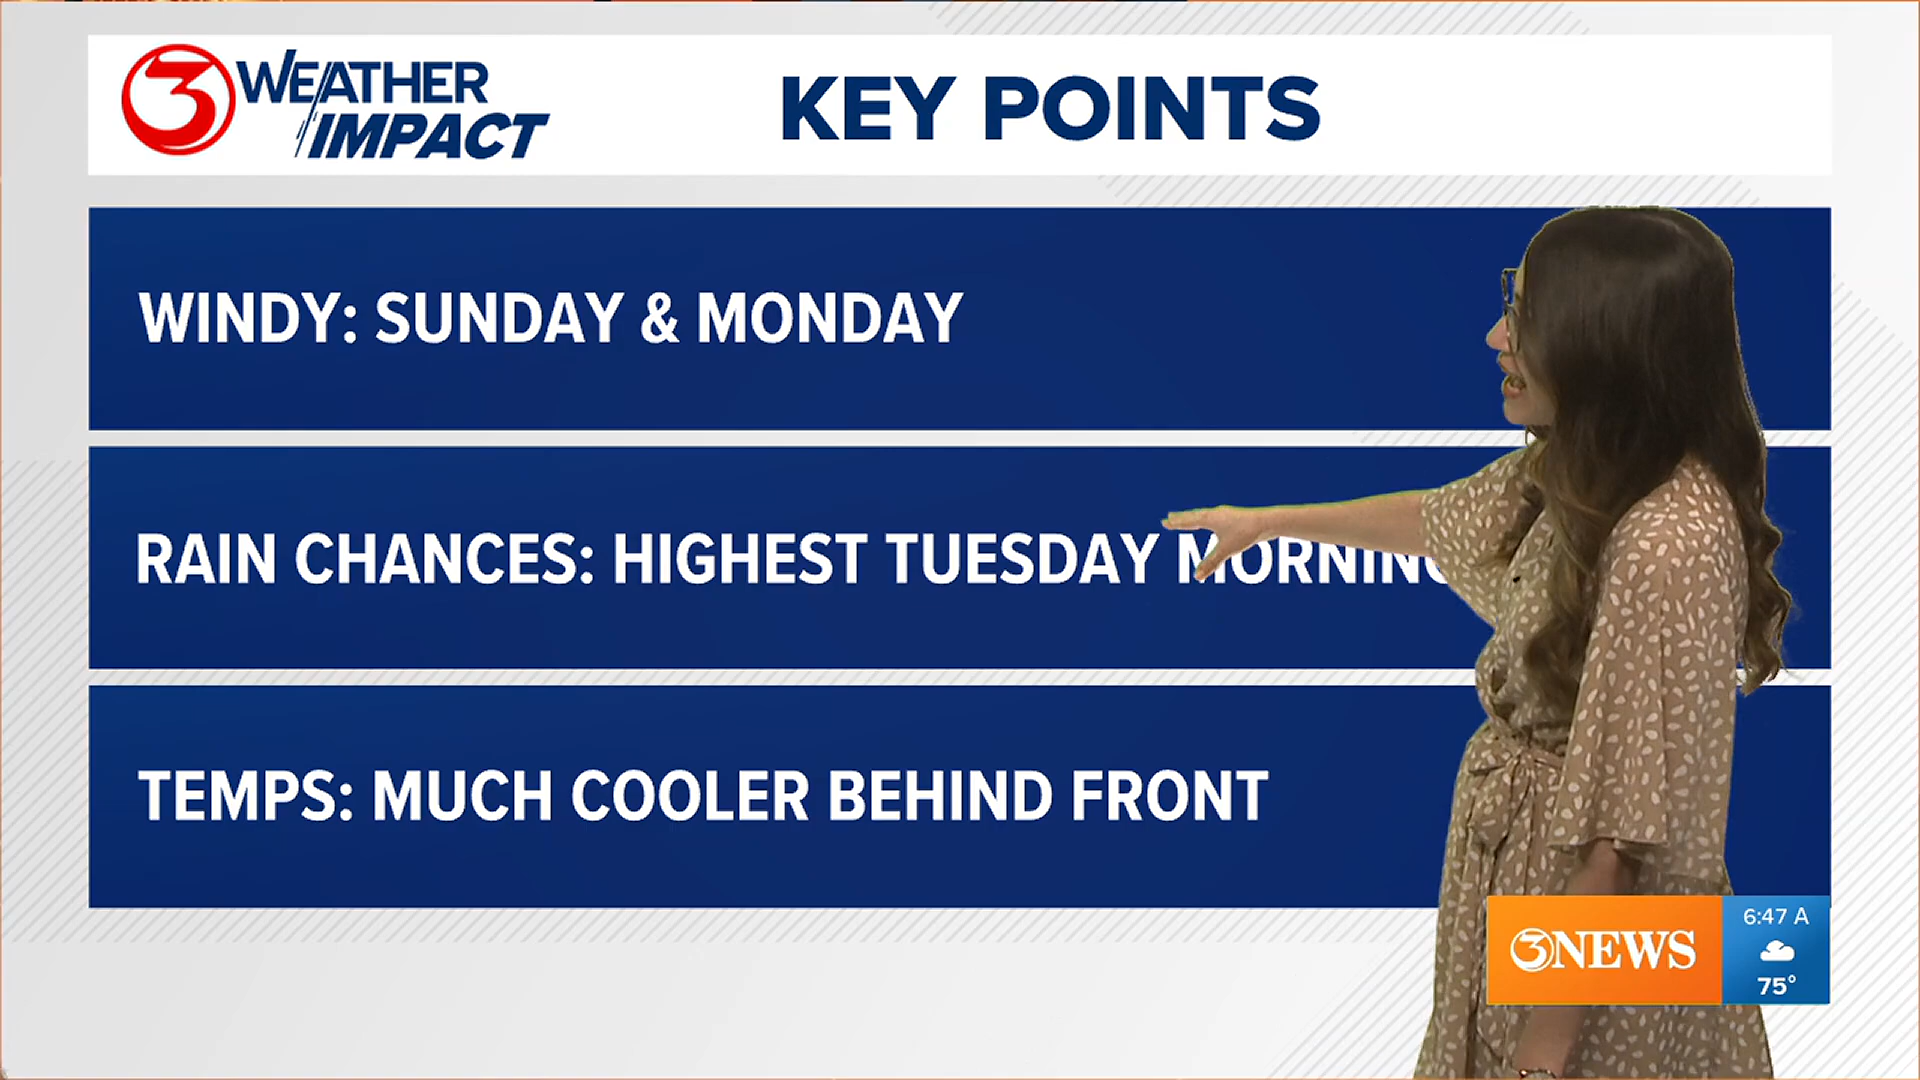 3 WEATHER
IMPACT
KEY POINTS
WINDY: SUNDAY & MONDAY
RAIN CHANCES: HIGHEST TUESDAY MORNING
TEMPS: MUCH COOLER BEHIND FRONT
3NEWS
6:47 A
75°